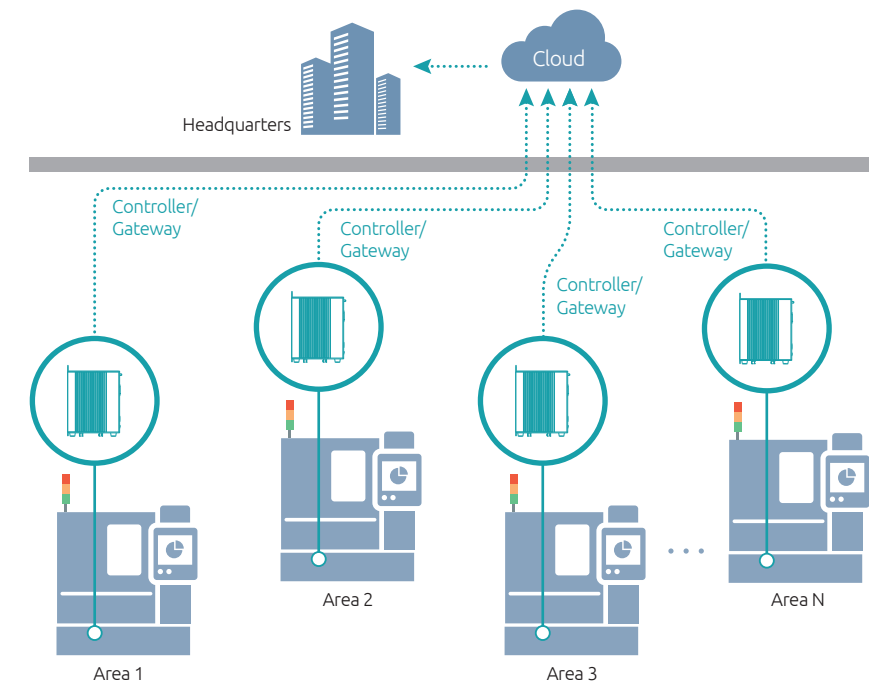 Cloud
Headquarters
Controller/
Gateway
Controller/
Gateway
Controller/
Gateway
Controller/
Gateway
Area 1
Area 2
Area 3
Area N